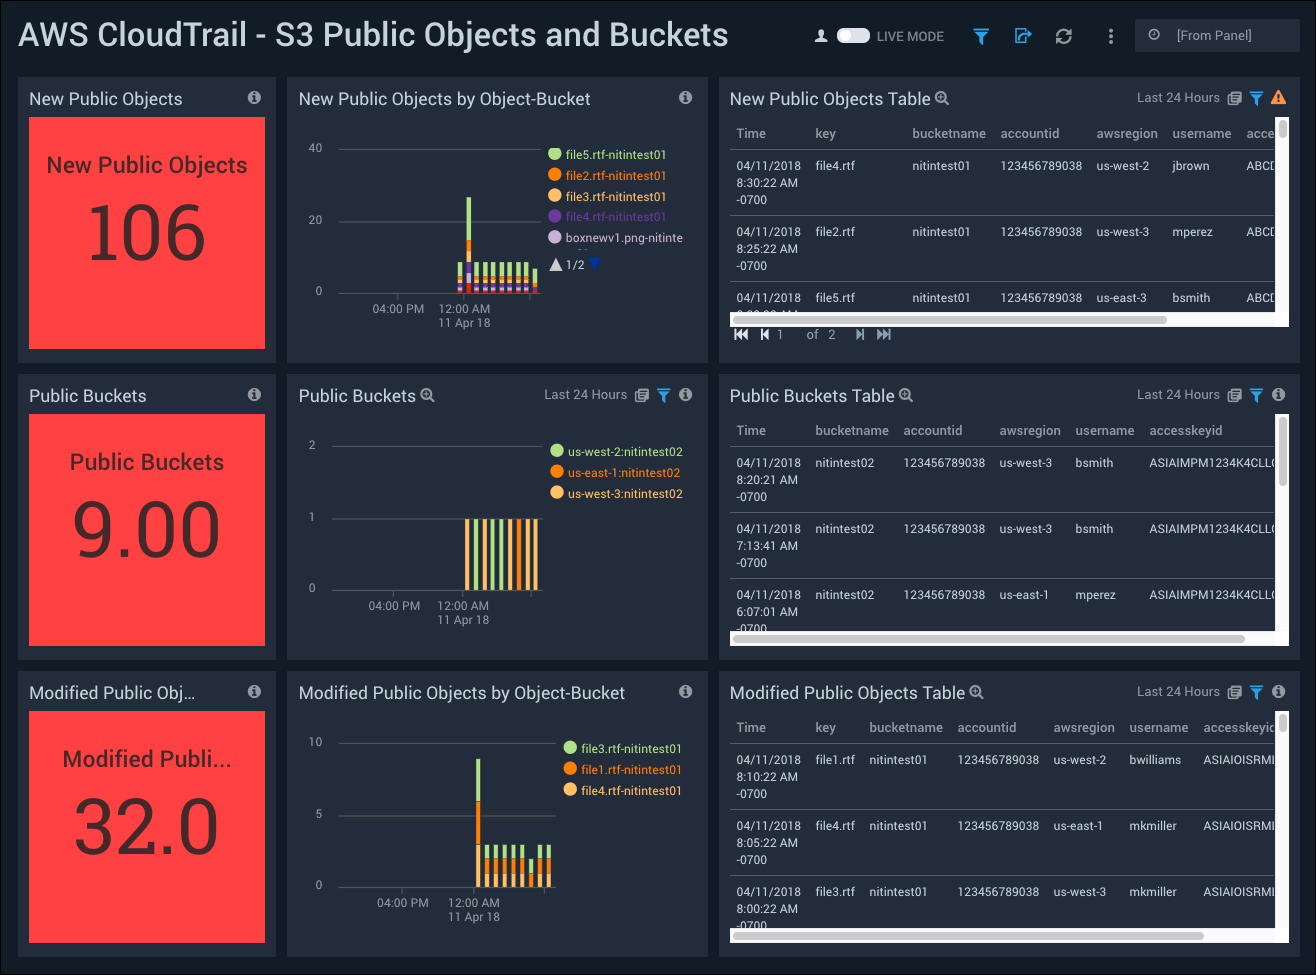 AWS CloudTrail - S3 Public Objects and Buckets
LIVE MODE
[From Panel]
New Public Objects
New Public Objects
106
New Public Objects by Object-Bucket
40
20
0
04:00 PM
12:00 AM
11 Apr 18
file5.rtf-nitintest01
file2.rtf-nitintest01
file3.rtf-nitintest01
file4.rtf-nitintest01
boxnewv1.png-nitinte
1/2
New Public Objects Table
Last 24 Hours
Time key bucketname accountid awsregion username acce
04/11/2018 file4.rtf nitintest01 123456789038 us-west-2 jbrown ABCD
8:30:22 AM
-0700
04/11/2018 file2.rtf nitintest01 123456789038 us-west-3 mperez ABCD
8:25:22 AM
-0700
04/11/2018 file5.rtf nitintest01 123456789038 us-east-3 bsmith ABCD
1 of 2
Public Buckets
Public Buckets
9.00
Public Buckets
Last 24 Hours
2
1
0
04:00 PM
12:00 AM
11 Apr 18
us-west-2:nitintest02
us-east-1:nitintest02
us-west-3:nitintest02
Public Buckets Table
Last 24 Hours
Time bucketname accountid awsregion username accesskeyid
04/11/2018 nitintest02 123456789038 us-west-3 bsmith ASIAIMPM1234K4CLLC
8:20:21 AM
-0700
04/11/2018 nitintest02 123456789038 us-west-3 bsmith ASIAIMPM1234K4CLLC
7:13:41 AM
-0700
04/11/2018 nitintest02 123456789038 us-east-1 mperez ASIAIMPM1234K4CLLC
6:07:01 AM
-0700
Modified Public Obj...
Modified Publi...
32.0
Modified Public Objects by Object-Bucket
10
5
0
04:00 PM
12:00 AM
11 Apr 18
file3.rtf-nitintest01
file1.rtf-nitintest01
file4.rtf-nitintest01
Modified Public Objects Table
Last 24 Hours
Time key bucketname accountid awsregion username accesskeyid
04/11/2018 file1.rtf nitintest01 123456789038 us-west-2 bwilliams ASIAIOISRMI
8:10:22 AM
-0700
04/11/2018 file4.rtf nitintest01 123456789038 us-east-1 mkmiller ASIAIOISRMI
8:05:22 AM
-0700
04/11/2018 file3.rtf nitintest01 123456789038 us-west-3 mkmiller ASIAIOISRMI
8:00:22 AM
-0700